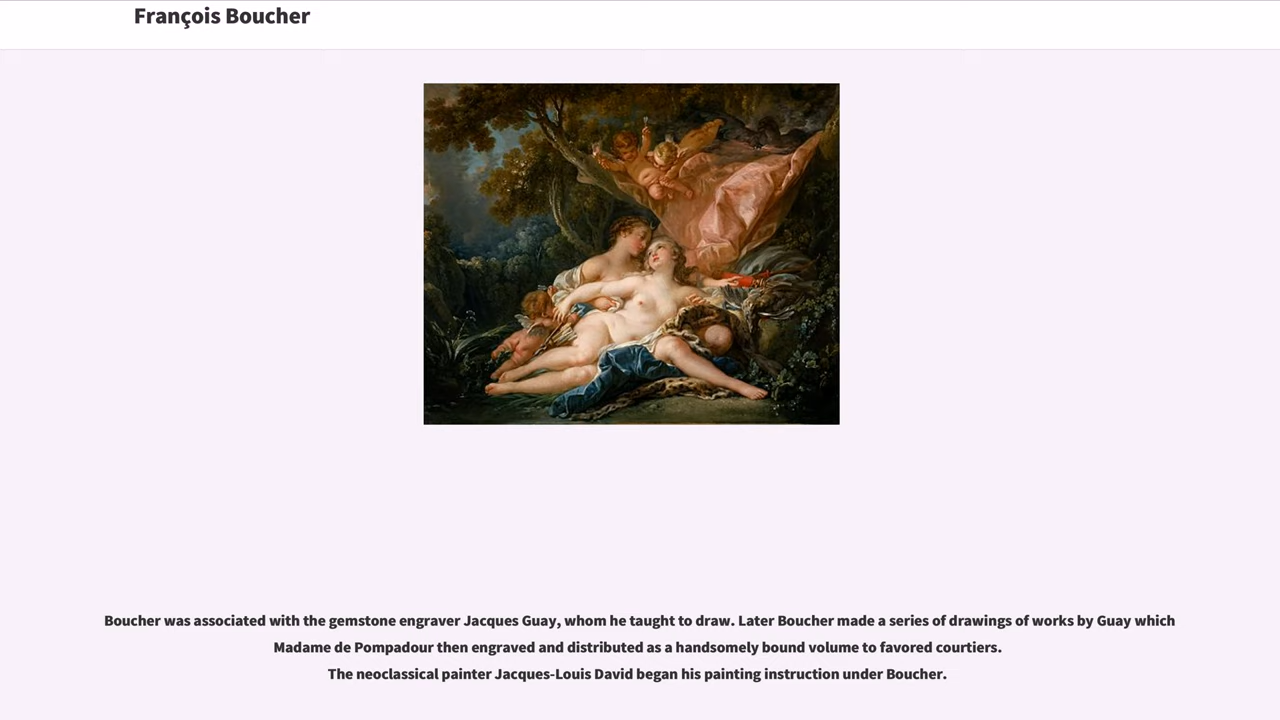 François Boucher
Boucher was associated with the gemstone engraver Jacques Guay, whom he taught to draw. Later Boucher made a series of drawings of works by Guay which
Madame de Pompadour then engraved and distributed as a handsomely bound volume to favored courtiers.
The neoclassical painter Jacques-Louis David began his painting instruction under Boucher.